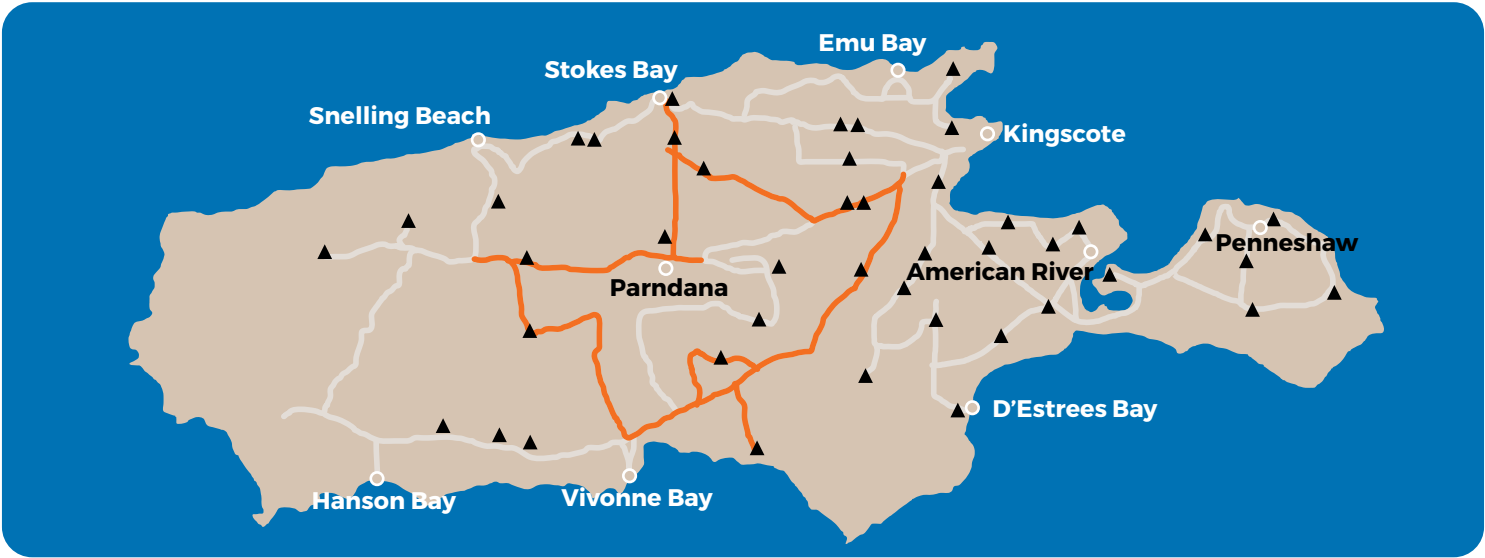 Emu Bay
Stokes Bay
Snelling Beach
Kingscote
Penneshaw
American River
Parndana
D’Estrees Bay
Hanson Bay
Vivonne Bay